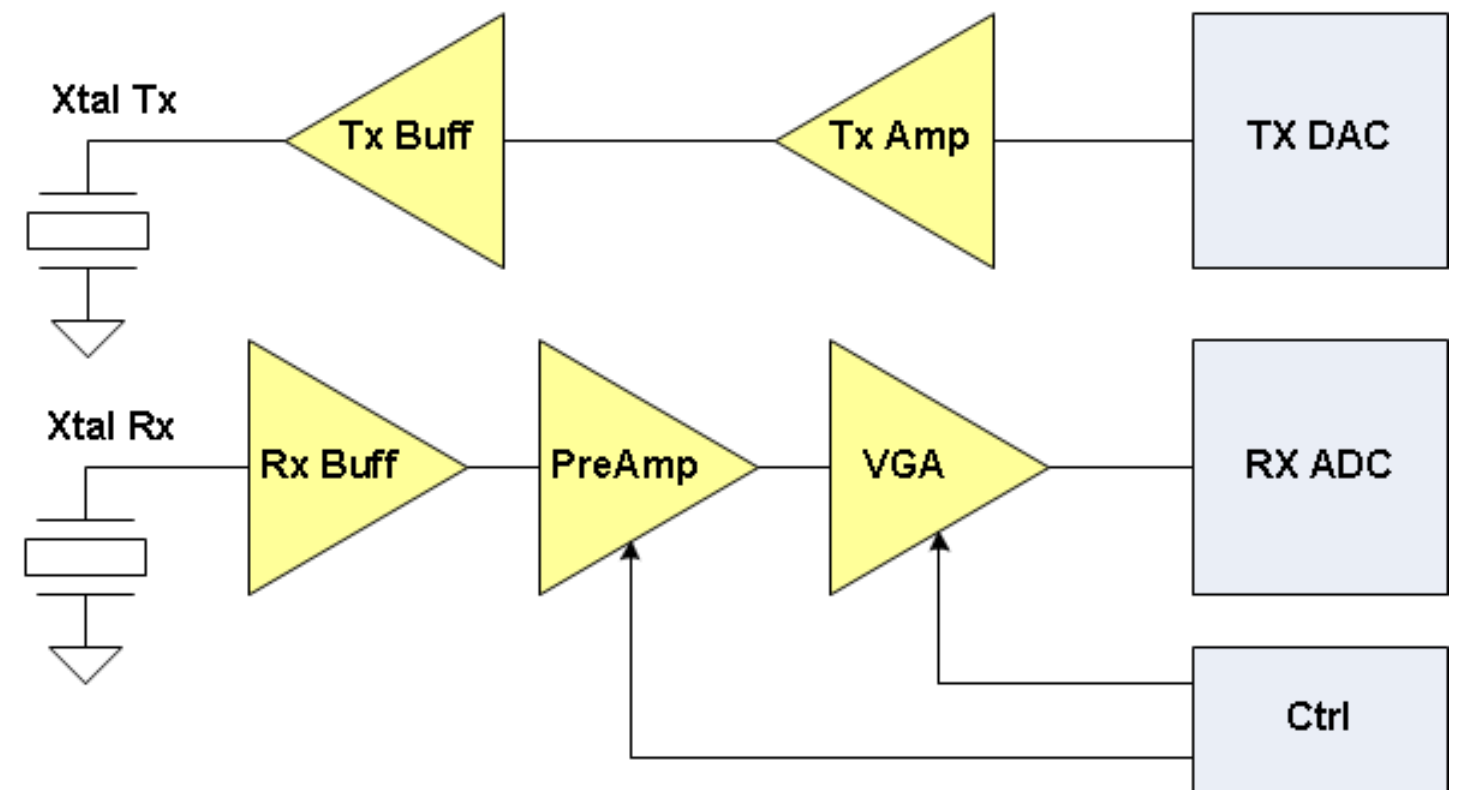 Xtal Tx
Tx Buff
Tx Amp
TX DAC
Xtal Rx
Rx Buff
PreAmp
VGA
RX ADC
Ctrl